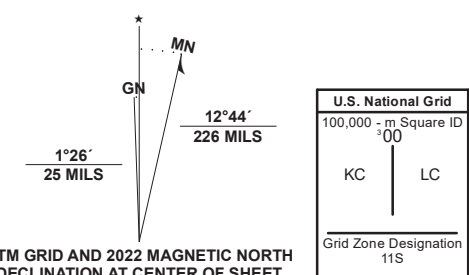 ★
MN
GN
12°44´
226 MILS
1°26´
25 MILS
TM GRID AND 2022 MAGNETIC NORTH
DECLINATION AT CENTER OF SHEET
U.S. National Grid
100,000 - m Square ID
³00
KC
LC
Grid Zone Designation
11S